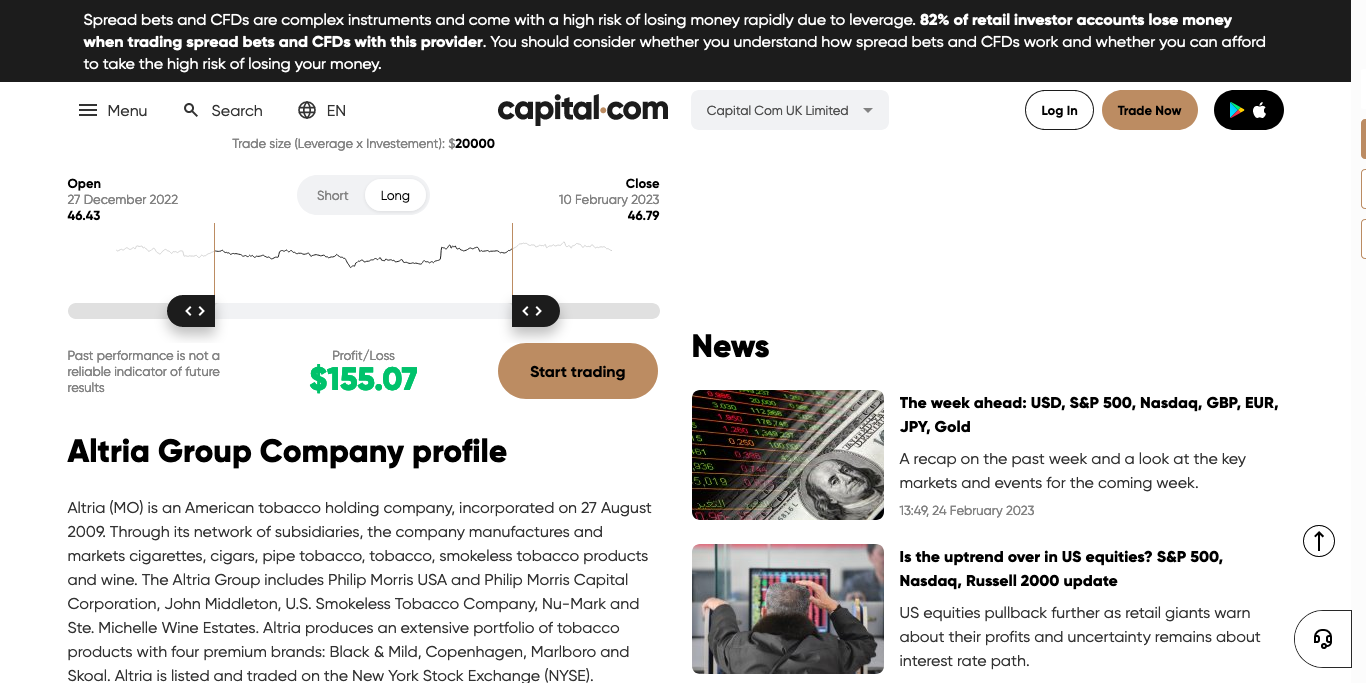 Spread bets and CFDs are complex instruments and come with a high risk of losing money rapidly due to leverage. 82% of retail investor accounts lose money
when trading spread bets and CFDs with this provider. You should consider whether you understand how spread bets and CFDs work and whether you can afford
to take the high risk of losing your money.
Menu
Search
EN
capital.com
Capital Com UK Limited
Log In
Trade Now
Trade size (Leverage x Investement): $20000
Open
27 December 2022
46.43
Short
Long
Close
10 February 2023
46.79
Past performance is not a
reliable indicator of future
results
Profit/Loss
$155.07
Start trading
Altria Group Company profile
Altria (MO) is an American tobacco holding company, incorporated on 27 August
2009. Through its network of subsidiaries, the company manufactures and
markets cigarettes, cigars, pipe tobacco, tobacco, smokeless tobacco products
and wine. The Altria Group includes Philip Morris USA and Philip Morris Capital
Corporation, John Middleton, U.S. Smokeless Tobacco Company, Nu-Mark and
Ste. Michelle Wine Estates. Altria produces an extensive portfolio of tobacco
products with four premium brands: Black & Mild, Copenhagen, Marlboro and
Skoal. Altria is listed and traded on the New York Stock Exchange (NYSE).
News
The week ahead: USD, S&P 500, Nasdaq, GBP, EUR,
JPY, Gold
A recap on the past week and a look at the key
markets and events for the coming week.
13:49, 24 February 2023
Is the uptrend over in US equities? S&P 500,
Nasdaq, Russell 2000 update
US equities pullback further as retail giants warn
about their profits and uncertainty remains about
interest rate path.